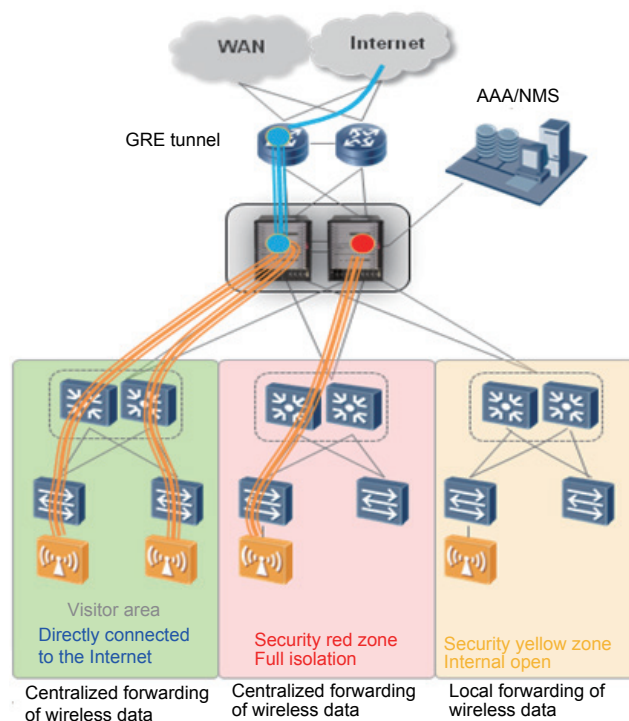 WAN
Internet
AAA/NMS
GRE tunnel
Visitor area
Directly connected
to the Internet
Security red zone
Full isolation
Security yellow zone
Internal open
Centralized forwarding
of wireless data
Centralized forwarding
of wireless data
Local forwarding of
wireless data